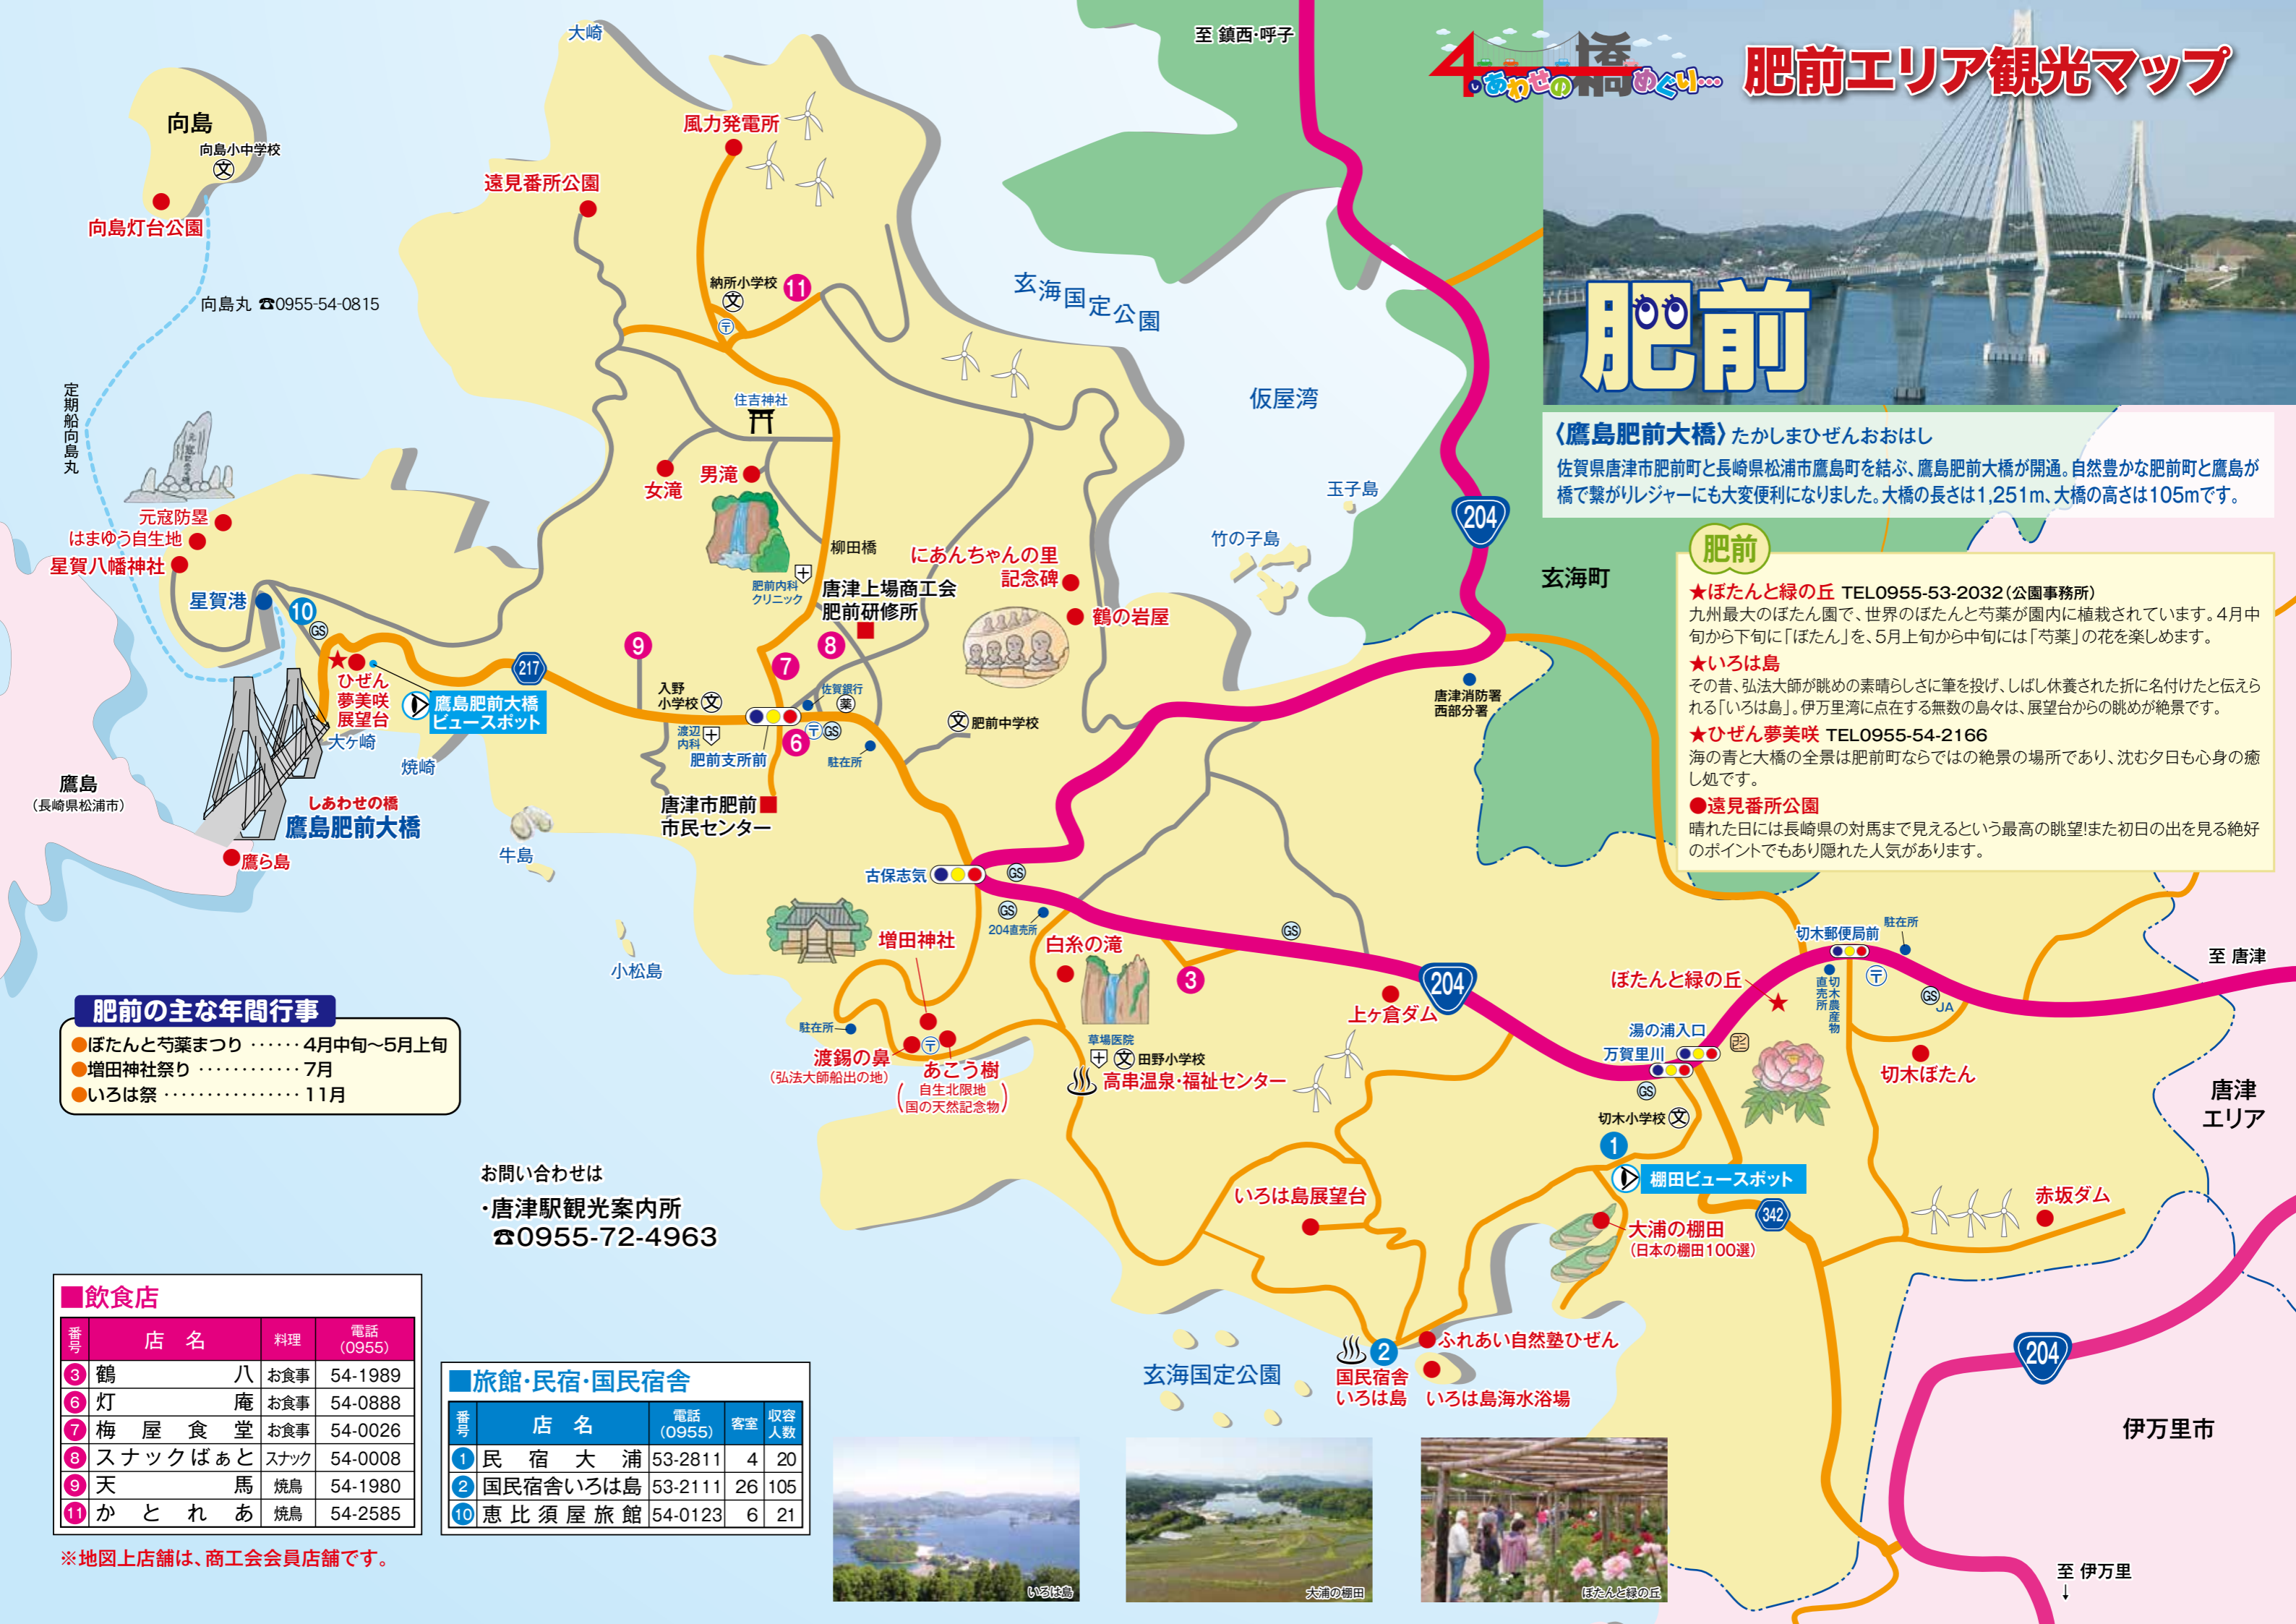 4あわせの橋めぐり…
肥前エリア観光マップ
肥前
〈鷹島肥前大橋〉たかしまひぜんおおはし
佐賀県唐津市肥前町と長崎県松浦市鷹島町を結ぶ、鷹島肥前大橋が開通。自然豊かな肥前町と鷹島が
橋で繋がりレジャーにも大変便利になりました。大橋の長さは1,251m、大橋の高さは105mです。
肥前
★ぼたんと緑の丘 TEL0955-53-2032(公園事務所)
九州最大のぼたん園で、世界のぼたんと芍薬が園内に植栽されています。4月中
旬から下旬に「ぼたん」を、5月上旬から中旬には「芍薬」の花を楽しめます。
★いろは島
その昔、弘法大師が眺めの素晴らしさに筆を投げ、しばし休養された折に名付けたと伝えら
れる「いろは島」。伊万里湾に点在する無数の島々は、展望台からの眺めが絶景です。
★ひぜん夢美咲 TEL0955-54-2166
海の青と大橋の全景は肥前町ならではの絶景の場所であり、沈む夕日も心身の癒
し処です。
●遠見番所公園
晴れた日には長崎県の対馬まで見えるという最高の眺望!また初日の出を見る絶好
のポイントでもあり隠れた人気があります。
至 鎮西・呼子
大崎
向島
向島小中学校
文
向島灯台公園
向島丸 ☎0955-54-0815
定期船向島丸
風力発電所
遠見番所公園
納所小学校
文
11
〒
玄海国定公園
仮屋湾
玉子島
竹の子島
204
玄海町
住吉神社
女滝
男滝
柳田橋
肥前内科
クリニック
唐津上場商工会
肥前研修所
にあんちゃんの里
記念碑
鶴の岩屋
元寇防塁
はまゆう自生地
星賀八幡神社
星賀港
10
GS
★
ひぜん
夢美咲
展望台
鷹島肥前大橋
ビュースポット
217
9
8
7
入野
小学校
文
佐賀銀行
薬
渡辺
内科
肥前支所前
6
〒
GS
駐在所
文
肥前中学校
唐津消防署
西部分署
大ヶ崎
焼崎
鷹島
(長崎県松浦市)
しあわせの橋
鷹島肥前大橋
鷹ら島
唐津市肥前
市民センター
牛島
小松島
古保志気
GS
GS
204直売所
増田神社
白糸の滝
GS
3
上ヶ倉ダム
204
ぼたんと緑の丘
★
切木郵便局前
駐在所
切木農産物
直売所
〒
GS
JA
至 唐津
駐在所
渡錫の鼻
(弘法大師船出の地)
〒
あこう樹
(自生北限地
国の天然記念物)
草場医院
文
田野小学校
高串温泉・福祉センター
湯の浦入口
万賀里川
コンビニ
GS
切木小学校
文
切木ぼたん
唐津
エリア
1
棚田ビュースポット
342
大浦の棚田
(日本の棚田100選)
赤坂ダム
いろは島展望台
204
伊万里市
玄海国定公園
2
国民宿舎
いろは島
ふれあい自然塾ひぜん
いろは島海水浴場
至 伊万里
↓
肥前の主な年間行事
●ぼたんと芍薬まつり ‥‥‥ 4月中旬〜5月上旬
●増田神社祭り ‥‥‥‥‥‥ 7月
●いろは祭 ‥‥‥‥‥‥‥‥ 11月
お問い合わせは
・唐津駅観光案内所
☎0955-72-4963
■飲食店
番号 店名 料理 電話(0955)
3 鶴八 お食事 54-1989
6 灯庵 お食事 54-0888
7 梅屋食堂 お食事 54-0026
8 スナックばぁと スナック 54-0008
9 天馬 焼鳥 54-1980
11 かとれあ 焼鳥 54-2585
※地図上店舗は、商工会会員店舗です。
■旅館・民宿・国民宿舎
番号 店名 電話(0955) 客室 収容人数
1 民宿大浦 53-2811 4 20
2 国民宿舎いろは島 53-2111 26 105
10 恵比須屋旅館 54-0123 6 21
いろは島
大浦の棚田
ぼたんと緑の丘